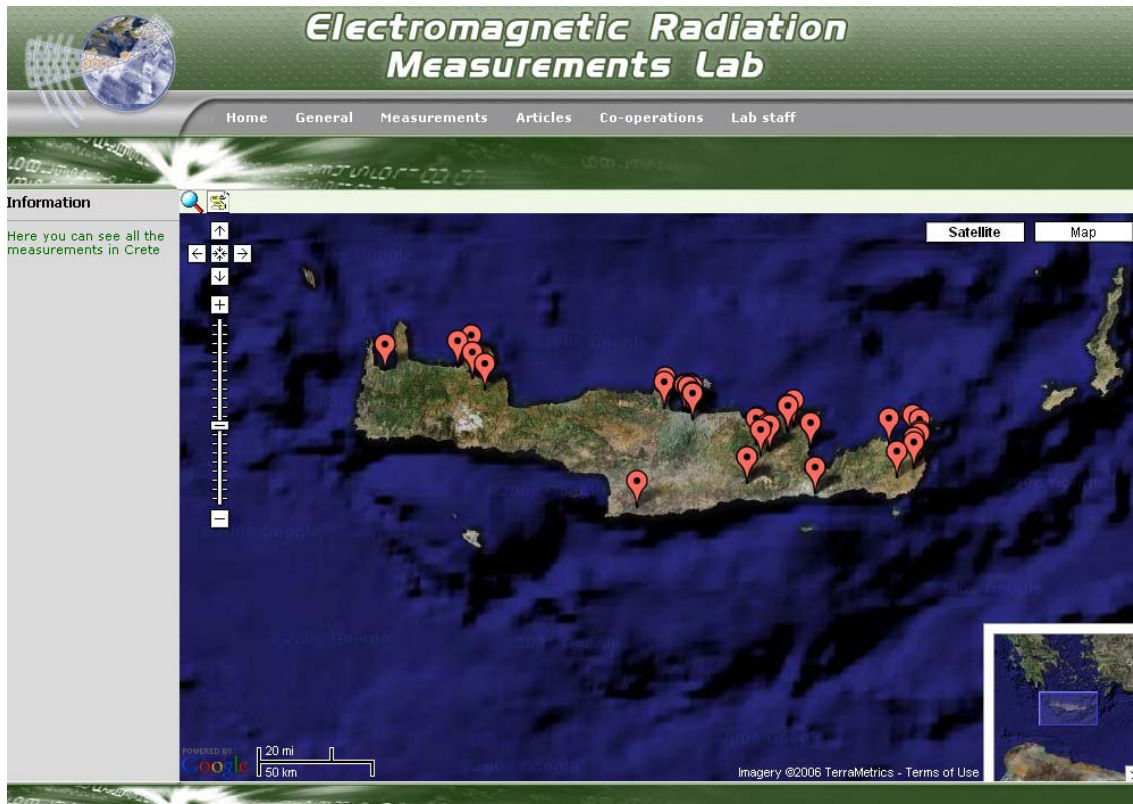 Electromagnetic Radiation
Measurements Lab
Home General Measurements Articles Co-operations Lab staff
Information
Here you can see all the
measurements in Crete
Satellite Map
POWERED BY
Google
20 mi
50 km
Imagery ©2006 TerraMetrics - Terms of Use